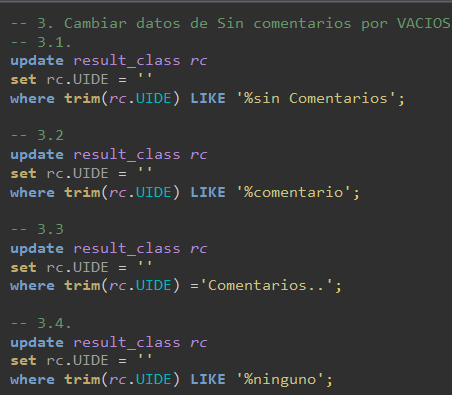 -- 3. Cambiar datos de Sin comentarios por VACIOS
-- 3.1.
update result_class rc
set rc.UIDE = ''
where trim(rc.UIDE) LIKE '%sin Comentarios';
-- 3.2
update result_class rc
set rc.UIDE = ''
where trim(rc.UIDE) LIKE '%comentario';
-- 3.3
update result_class rc
set rc.UIDE = ''
where trim(rc.UIDE) ='Comentarios..';
-- 3.4.
update result_class rc
set rc.UIDE = ''
where trim(rc.UIDE) LIKE '%ninguno';